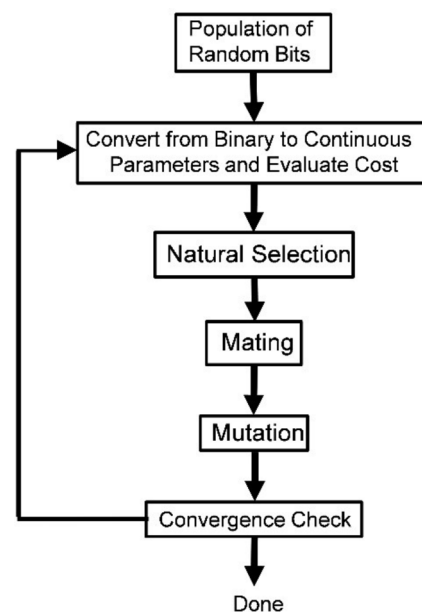 Population of
Random Bits
Convert from Binary to Continuous
Parameters and Evaluate Cost
Natural Selection
Mating
Mutation
Convergence Check
Done